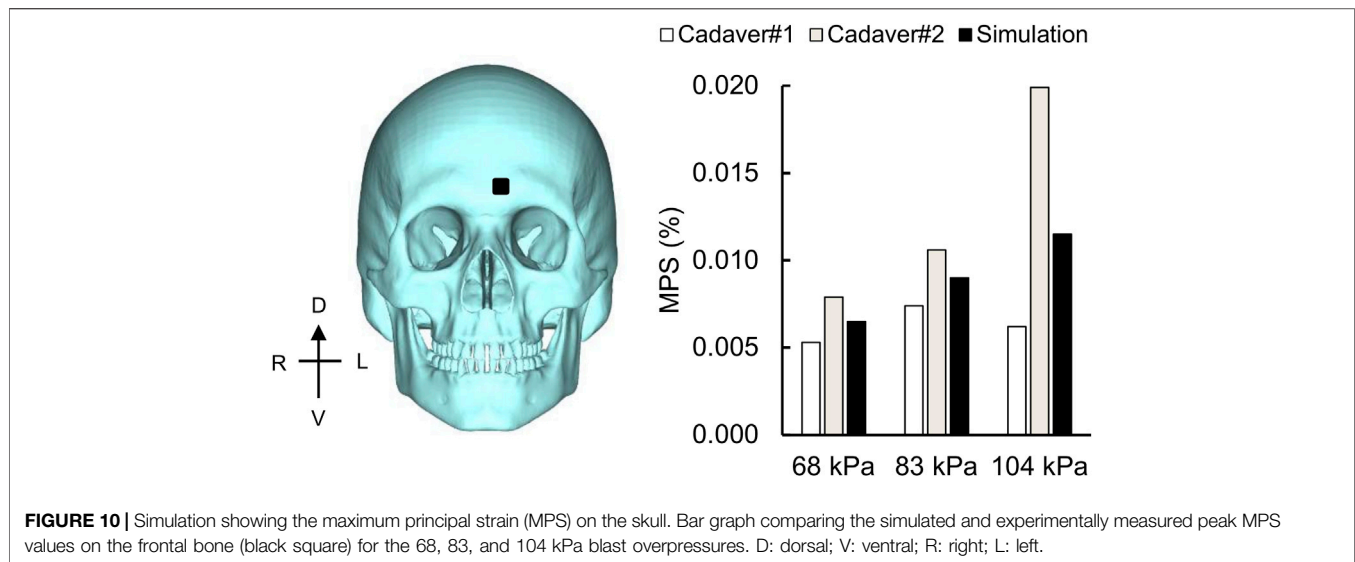 □ Cadaver#1 □ Cadaver#2 ■ Simulation
0.020
0.015
0.010
0.005
0.000
MPS (%)
68 kPa 83 kPa 104 kPa
D
R L
V
FIGURE 10 | Simulation showing the maximum principal strain (MPS) on the skull. Bar graph comparing the simulated and experimentally measured peak MPS
values on the frontal bone (black square) for the 68, 83, and 104 kPa blast overpressures. D: dorsal; V: ventral; R: right; L: left.